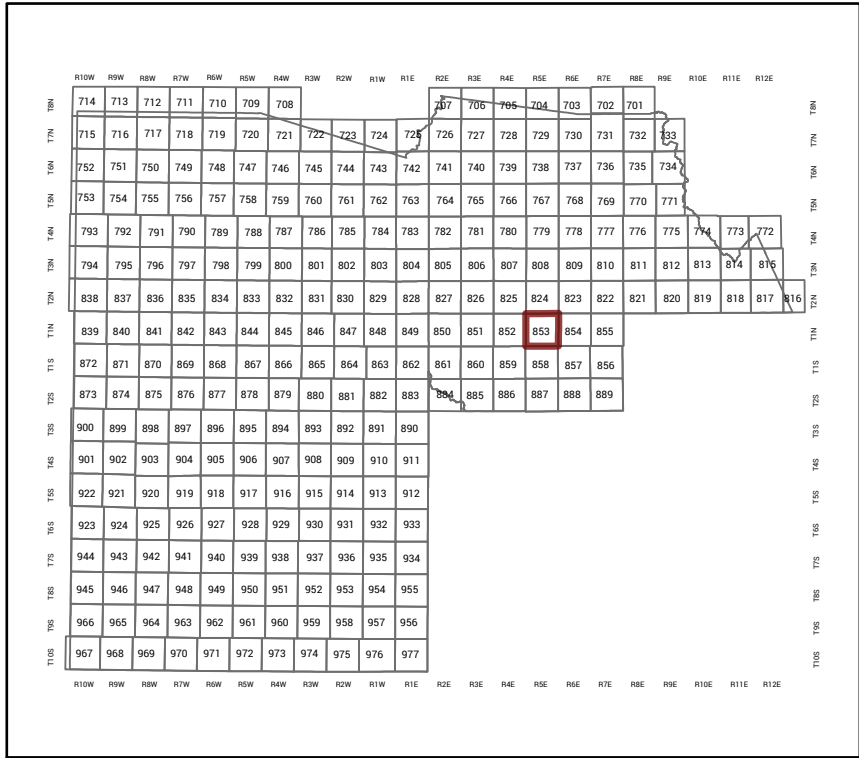 R10W R9W R8W R7W R6W R5W R4W R3W R2W R1W R1E R2E R3E R4E R5E R6E R7E R8E R9E R10E R11E R12E
T8N 714 713 712 711 710 709 708 707 706 705 704 703 702 701 T8N
T7N 715 716 717 718 719 720 721 722 723 724 725 726 727 728 729 730 731 732 733 T7N
T6N 752 751 750 749 748 747 746 745 744 743 742 741 740 739 738 737 736 735 734 T6N
T5N 753 754 755 756 757 758 759 760 761 762 763 764 765 766 767 768 769 770 771 T5N
T4N 793 792 791 790 789 788 787 786 785 784 783 782 781 780 779 778 777 776 775 774 773 772 T4N
T3N 794 795 796 797 798 799 800 801 802 803 804 805 806 807 808 809 810 811 812 813 814 815 T3N
T2N 838 837 836 835 834 833 832 831 830 829 828 827 826 825 824 823 822 821 820 819 818 817 816 T2N
T1N 839 840 841 842 843 844 845 846 847 848 849 850 851 852 853 854 855 T1N
T1S 872 871 870 869 868 867 866 865 864 863 862 861 860 859 858 857 856 T1S
T2S 873 874 875 876 877 878 879 880 881 882 883 884 885 886 887 888 889 T2S
T3S 900 899 898 897 896 895 894 893 892 891 890 T3S
T4S 901 902 903 904 905 906 907 908 909 910 911 T4S
T5S 922 921 920 919 918 917 916 915 914 913 912 T5S
T6S 923 924 925 926 927 928 929 930 931 932 933 T6S
T7S 944 943 942 941 940 939 938 937 936 935 934 T7S
T8S 945 946 947 948 949 950 951 952 953 954 955 T8S
T9S 966 965 964 963 962 961 960 959 958 957 956 T9S
T10S 967 968 969 970 971 972 973 974 975 976 977 T10S
R10W R9W R8W R7W R6W R5W R4W R3W R2W R1W R1E R2E R3E R4E R5E R6E R7E R8E R9E R10E R11E R12E